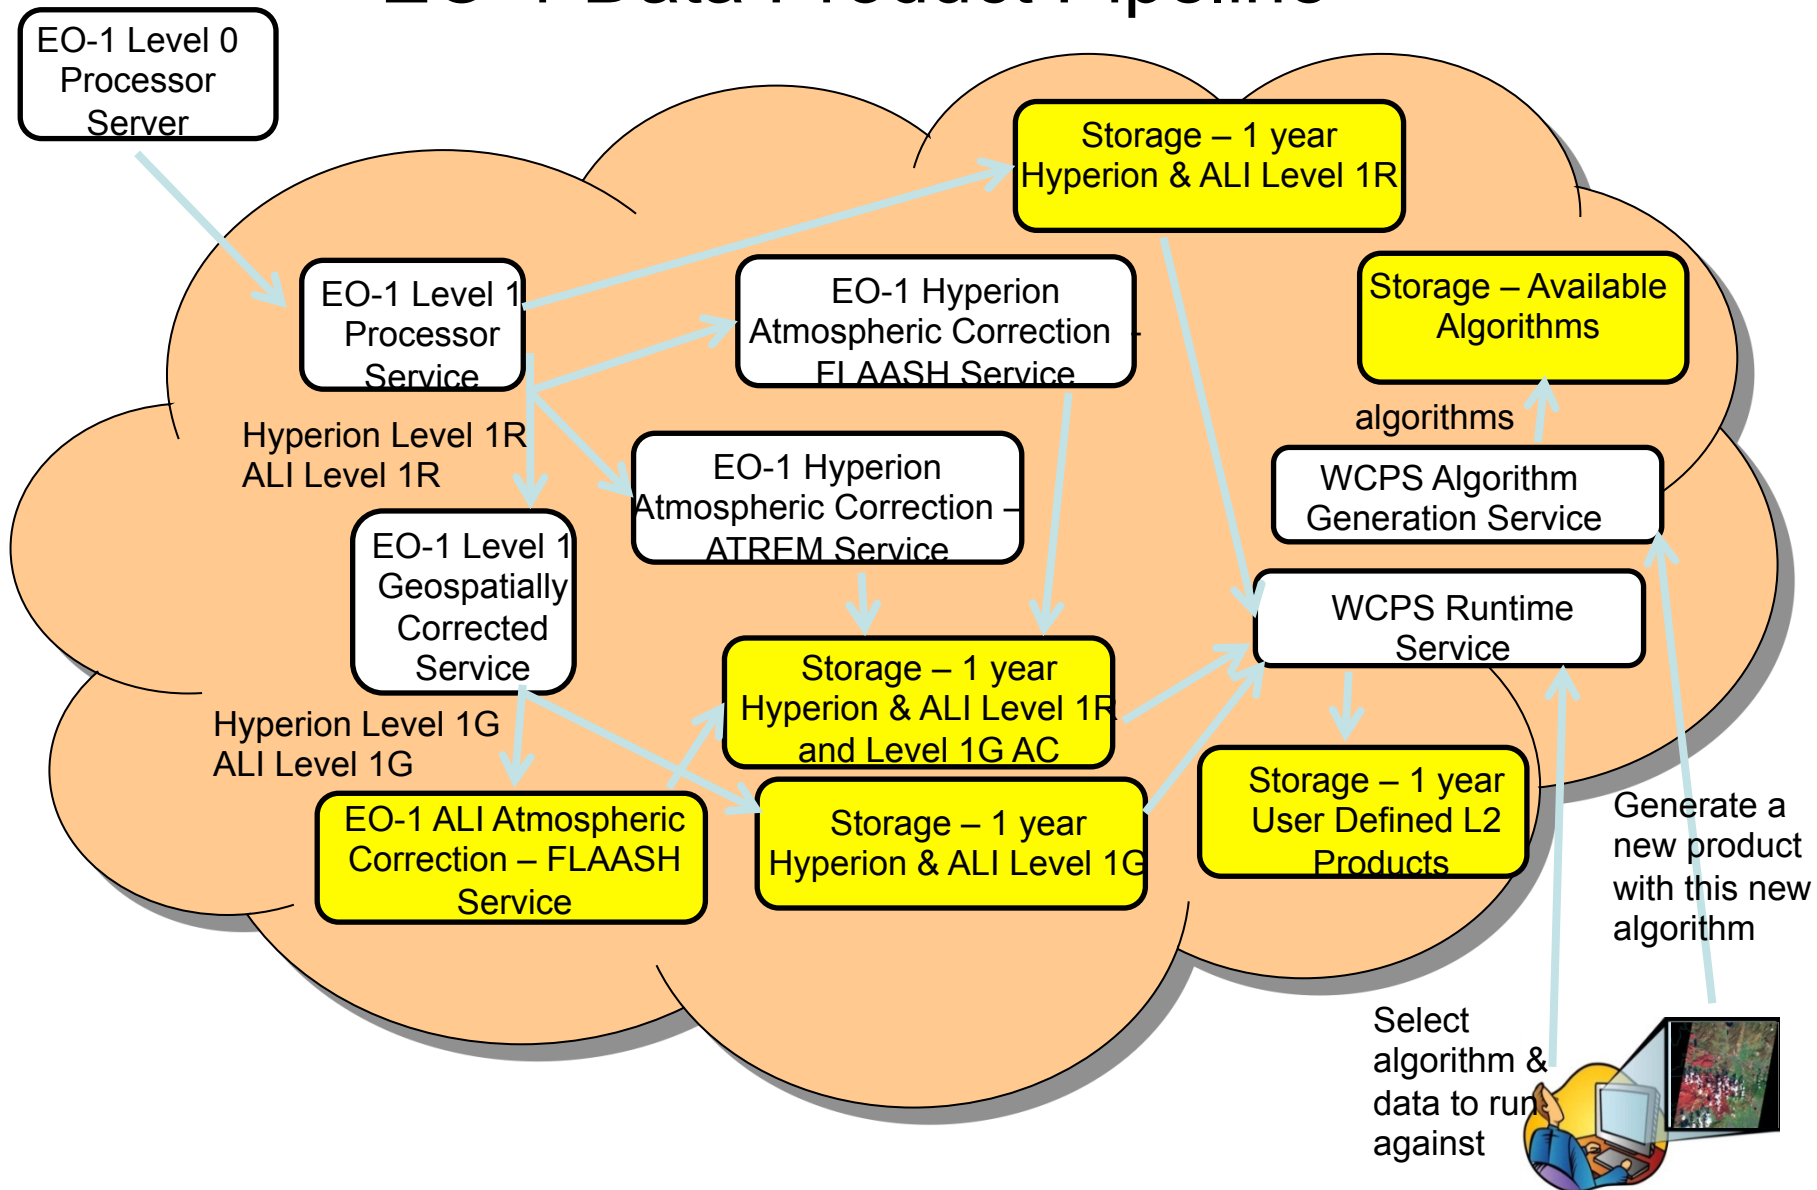 EO-1 Data Product Pipeline
EO-1 Level 0
Processor
Server
Storage – 1 year
Hyperion & ALI Level 1R
EO-1 Level 1
Processor
Service
EO-1 Hyperion
Atmospheric Correction -
FLAASH Service
Storage – Available
Algorithms
algorithms
Hyperion Level 1R
ALI Level 1R
EO-1 Hyperion
Atmospheric Correction –
ATREM Service
WCPS Algorithm
Generation Service
EO-1 Level 1
Geospatially
Corrected
Service
WCPS Runtime
Service
Hyperion Level 1G
ALI Level 1G
Storage – 1 year
Hyperion & ALI Level 1R
and Level 1G AC
EO-1 ALI Atmospheric
Correction – FLAASH
Service
Storage – 1 year
Hyperion & ALI Level 1G
Storage – 1 year
User Defined L2
Products
Generate a
new product
with this new
algorithm
Select
algorithm &
data to run
against